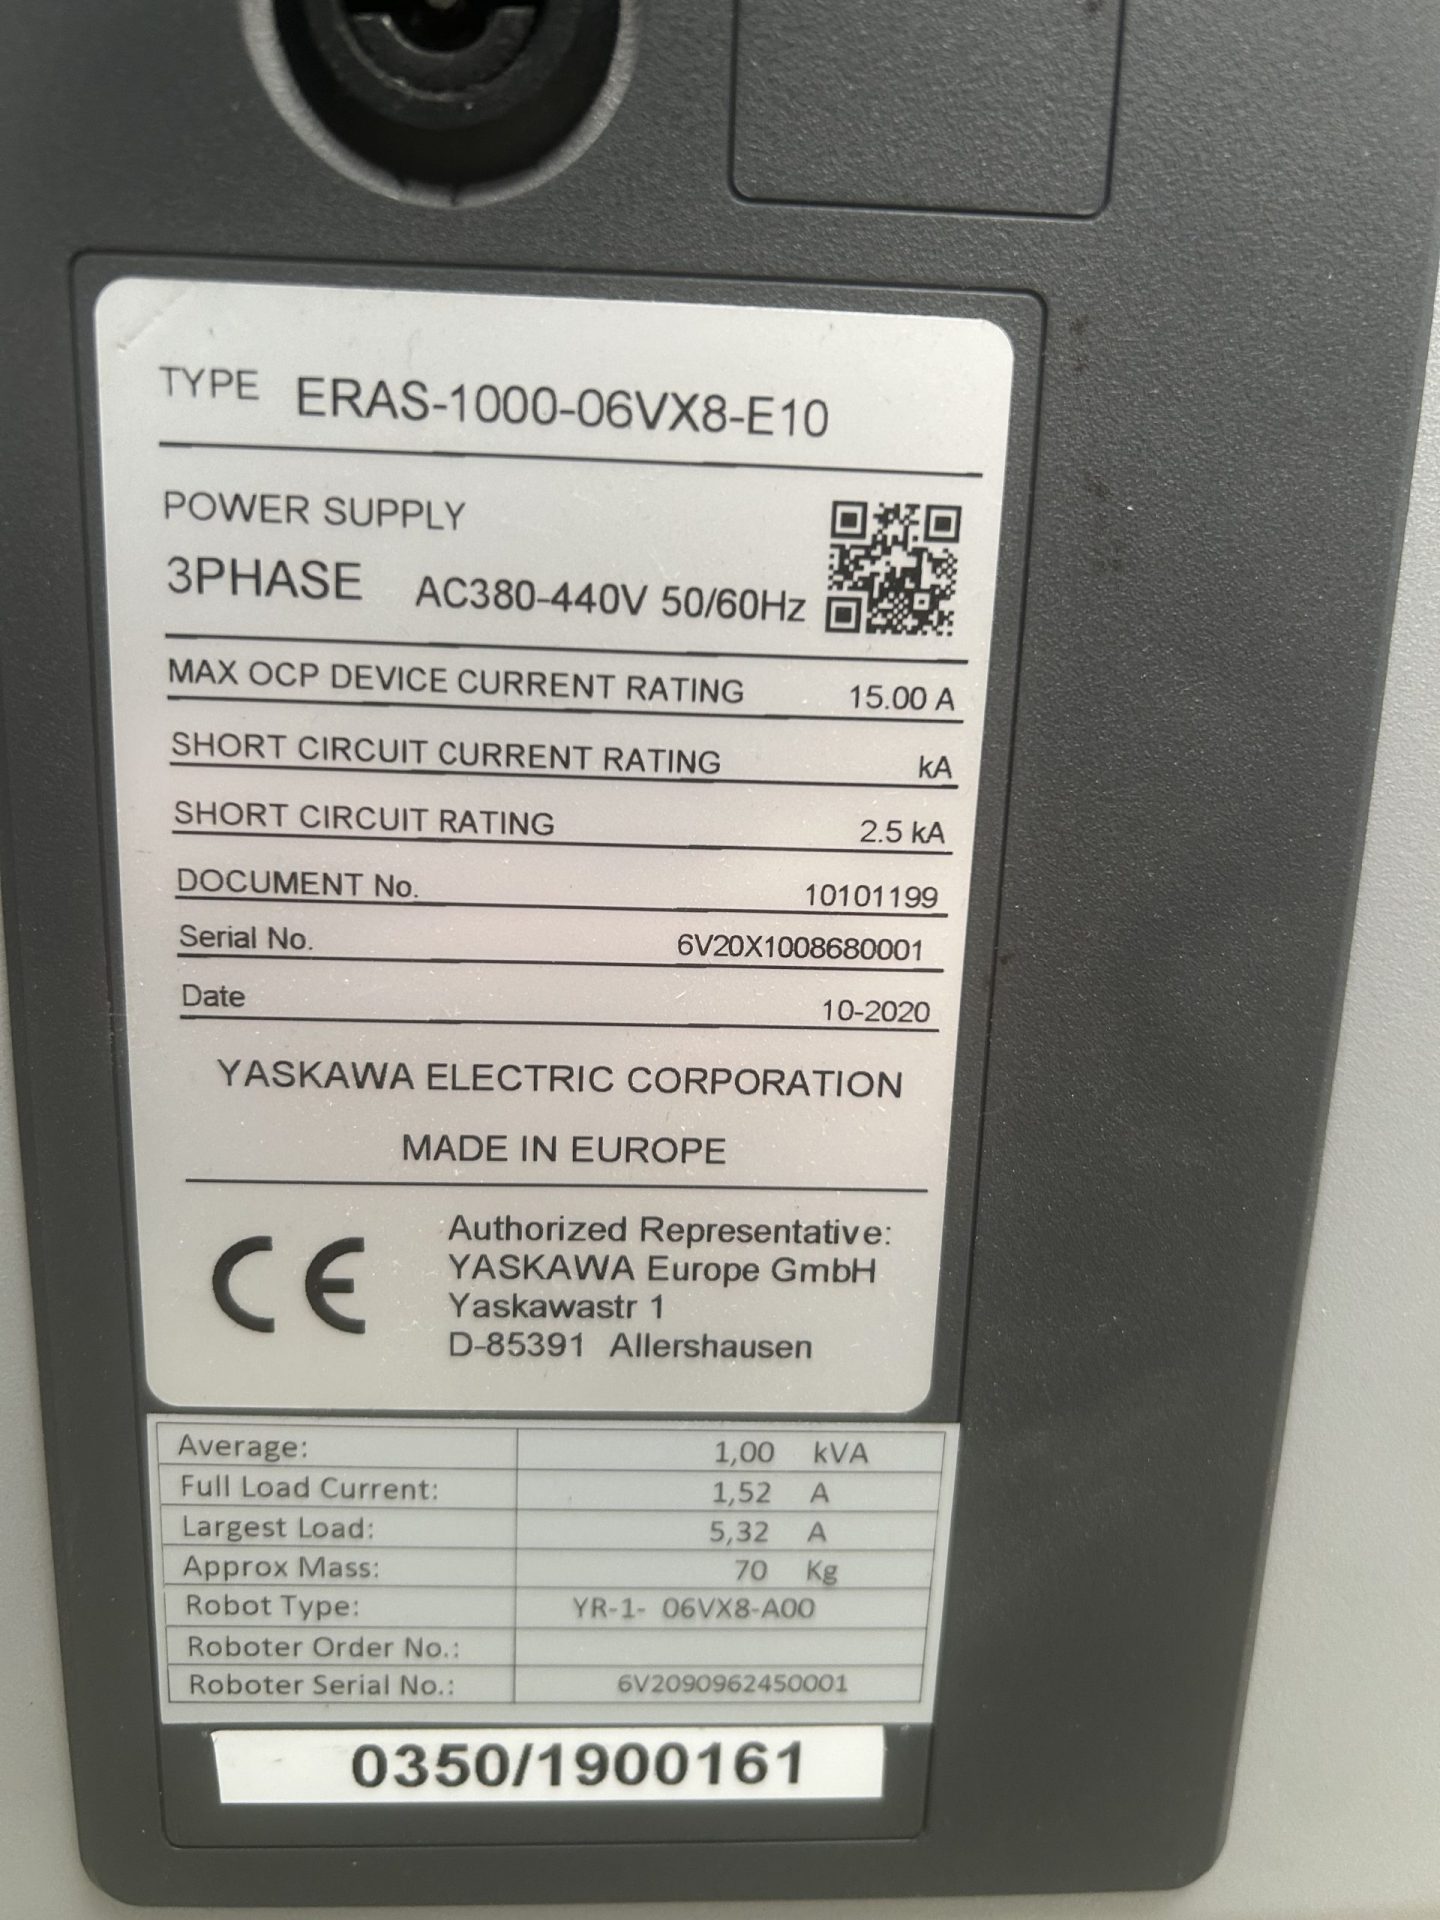 TYPE ERAS-1000-06VX8-E10
POWER SUPPLY
3PHASE AC380-440V 50/60Hz
MAX OCP DEVICE CURRENT RATING 15.00 A
SHORT CIRCUIT CURRENT RATING kA
SHORT CIRCUIT RATING 2.5 kA
DOCUMENT No. 10101199
Serial No. 6V20X1008680001
Date 10-2020
YASKAWA ELECTRIC CORPORATION
MADE IN EUROPE
CE
Authorized Representative:
YASKAWA Europe GmbH
Yaskawastr 1
D-85391 Allershausen
Average: 1,00 kVA
Full Load Current: 1,52 A
Largest Load: 5,32 A
Approx Mass: 70 Kg
Robot Type: YR-1- 06VX8-A00
Roboter Order No.:
Roboter Serial No.: 6V2090962450001
0350/1900161